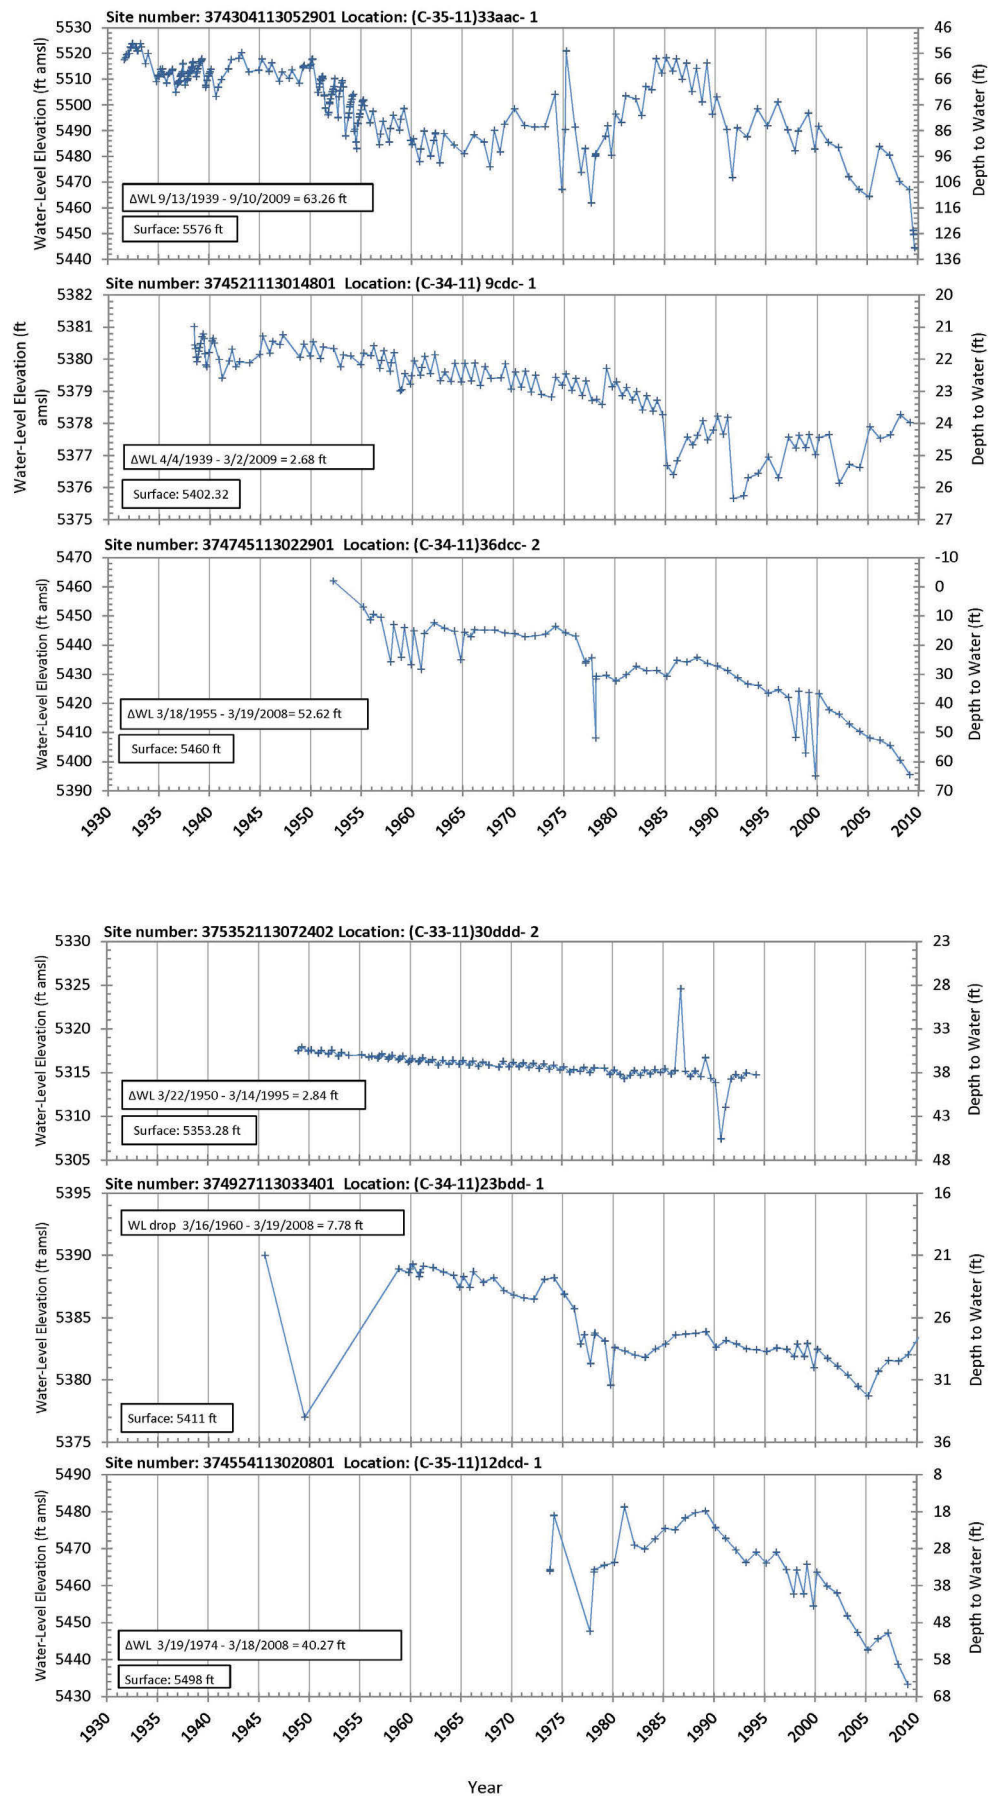 Site number: 374304113052901 Location: (C-35-11)33aac- 1
Water-Level Elevation (ft amsl)
5530
5520
5510
5500
5490
5480
5470
5460
5450
5440
46
56
66
76
86
96
106
116
126
136
Depth to Water (ft)
ΔWL 9/13/1939 - 9/10/2009 = 63.26 ft
Surface: 5576 ft
Site number: 374521113014801 Location: (C-34-11) 9cdc- 1
Water-Level Elevation (ft
amsl)
5382
5381
5380
5379
5378
5377
5376
5375
20
21
22
23
24
25
26
27
Depth to Water (ft)
ΔWL 4/4/1939 - 3/2/2009 = 2.68 ft
Surface: 5402.32
Site number: 374745113022901 Location: (C-34-11)36dcc- 2
Water-Level Elevation (ft amsl)
5470
5460
5450
5440
5430
5420
5410
5400
5390
-10
0
10
20
30
40
50
60
70
Depth to Water (ft)
ΔWL 3/18/1955 - 3/19/2008= 52.62 ft
Surface: 5460 ft
1930 1935 1940 1945 1950 1955 1960 1965 1970 1975 1980 1985 1990 1995 2000 2005 2010
Site number: 375352113072402 Location: (C-33-11)30ddd- 2
Water-Level Elevation (ft amsl)
5330
5325
5320
5315
5310
5305
23
28
33
38
43
48
Depth to Water (ft)
ΔWL 3/22/1950 - 3/14/1995 = 2.84 ft
Surface: 5353.28 ft
Site number: 374927113033401 Location: (C-34-11)23bdd- 1
Water-Level Elevation (ft amsl)
5395
5390
5385
5380
5375
16
21
26
31
36
Depth to Water (ft)
WL drop 3/16/1960 - 3/19/2008 = 7.78 ft
Surface: 5411 ft
Site number: 374554113020801 Location: (C-35-11)12dcd- 1
Water-Level Elevation (ft amsl)
5490
5480
5470
5460
5450
5440
5430
8
18
28
38
48
58
68
Depth to Water (ft)
ΔWL 3/19/1974 - 3/18/2008 = 40.27 ft
Surface: 5498 ft
1930 1935 1940 1945 1950 1955 1960 1965 1970 1975 1980 1985 1990 1995 2000 2005 2010
Year